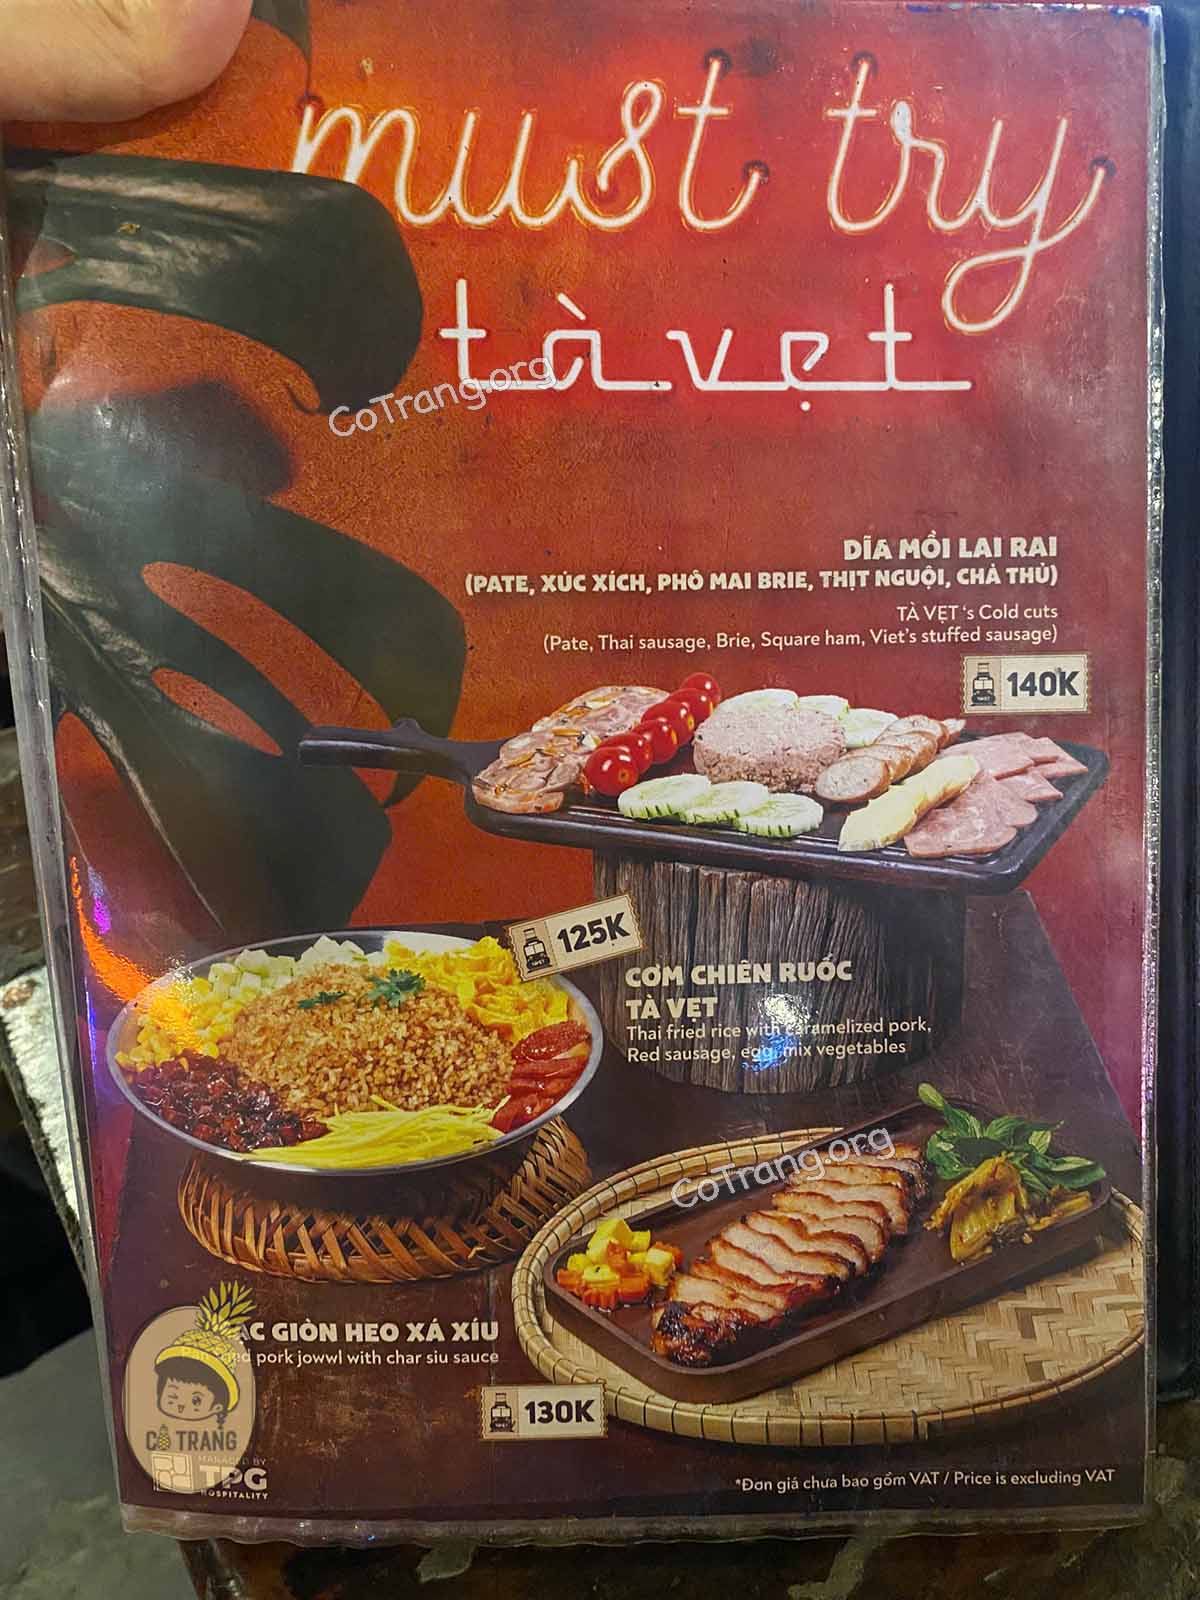 must try
tà vẹt
CoTrang.org
DĨA MỒI LAI RAI
(PATE, XÚC XÍCH, PHÔ MAI BRIE, THỊT NGUỘI, CHẢ THỦ)
TÀ VẸT 's Cold cuts
(Pate, Thai sausage, Brie, Square ham, Viet's stuffed sausage)
140K
125K
CƠM CHIÊN RUỐC
TÀ VẸT
Thai fried rice with caramelized pork,
Red sausage, egg, mix vegetables
CoTrang.org
GIÒN HEO XÁ XÍU
pork jowwl with char siu sauce
130K
CÔ TRANG
MANAGED BY
TPG
HOSPITALITY
*Đơn giá chưa bao gồm VAT / Price is excluding VAT